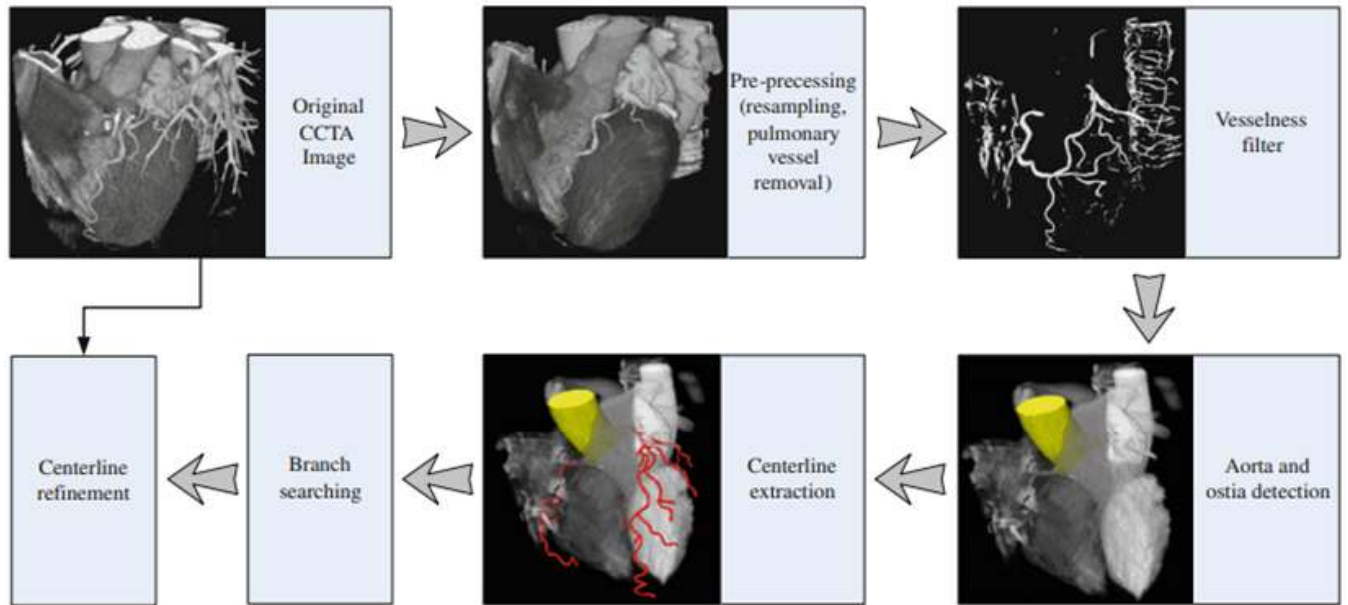 Original
CCTA
Image
Pre-precessing
(resampling,
pulmonary
vessel
removal)
Vesselness
filter
Aorta and
ostia detection
Centerline
extraction
Branch
searching
Centerline
refinement